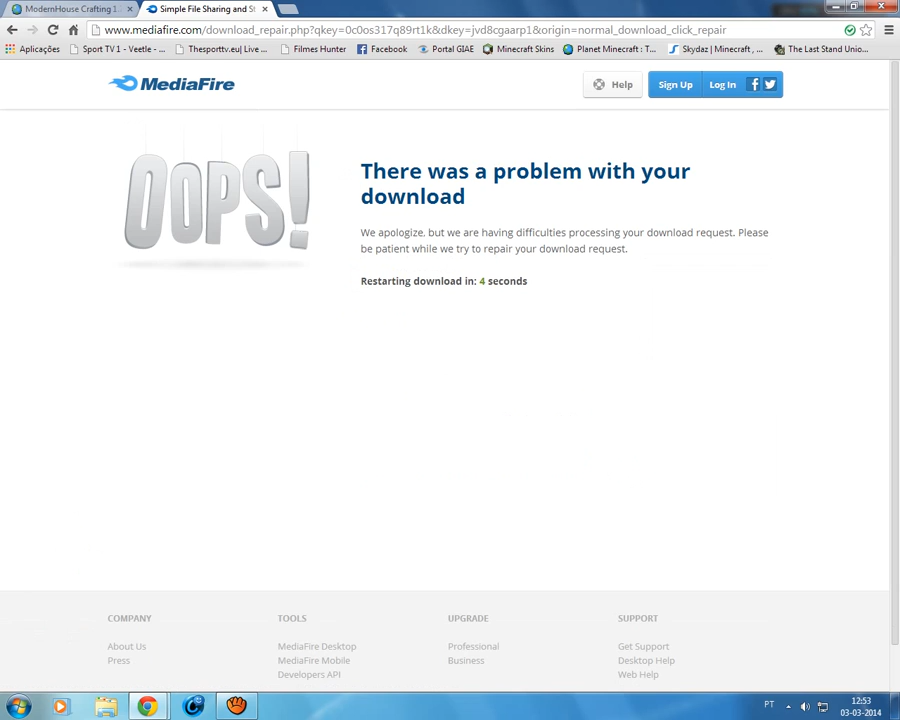 ModernHouse Crafting 1
Simple File Sharing and St
www.mediafire.com/download_repair.php?qkey=0c0os317q89rt1k&dkey=jvd8cgaarp1&origin=normal_download_click_repair
Aplicações
Sport TV 1 - Veetle - ...
Thesporttv.eu| Live ...
Filmes Hunter
Facebook
Portal GIAE
Minecraft Skins
Planet Minecraft : T...
Skydaz | Minecraft , ...
The Last Stand Unio...
MediaFire
Help
Sign Up
Log In
OOPS!
There was a problem with your
download
We apologize, but we are having difficulties processing your download request. Please
be patient while we try to repair your download request.
Restarting download in: 4 seconds
COMPANY
TOOLS
UPGRADE
SUPPORT
About Us
MediaFire Desktop
Professional
Get Support
Press
MediaFire Mobile
Business
Desktop Help
Developers API
Web Help
PT
12:53
03-03-2014